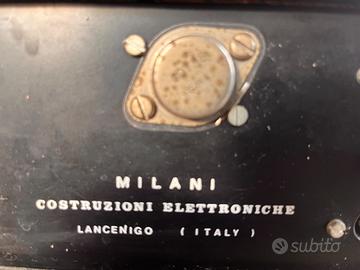 MILANI
COSTRUZIONI ELETTRONICHE
LANCENIGO ( ITALY )
subito